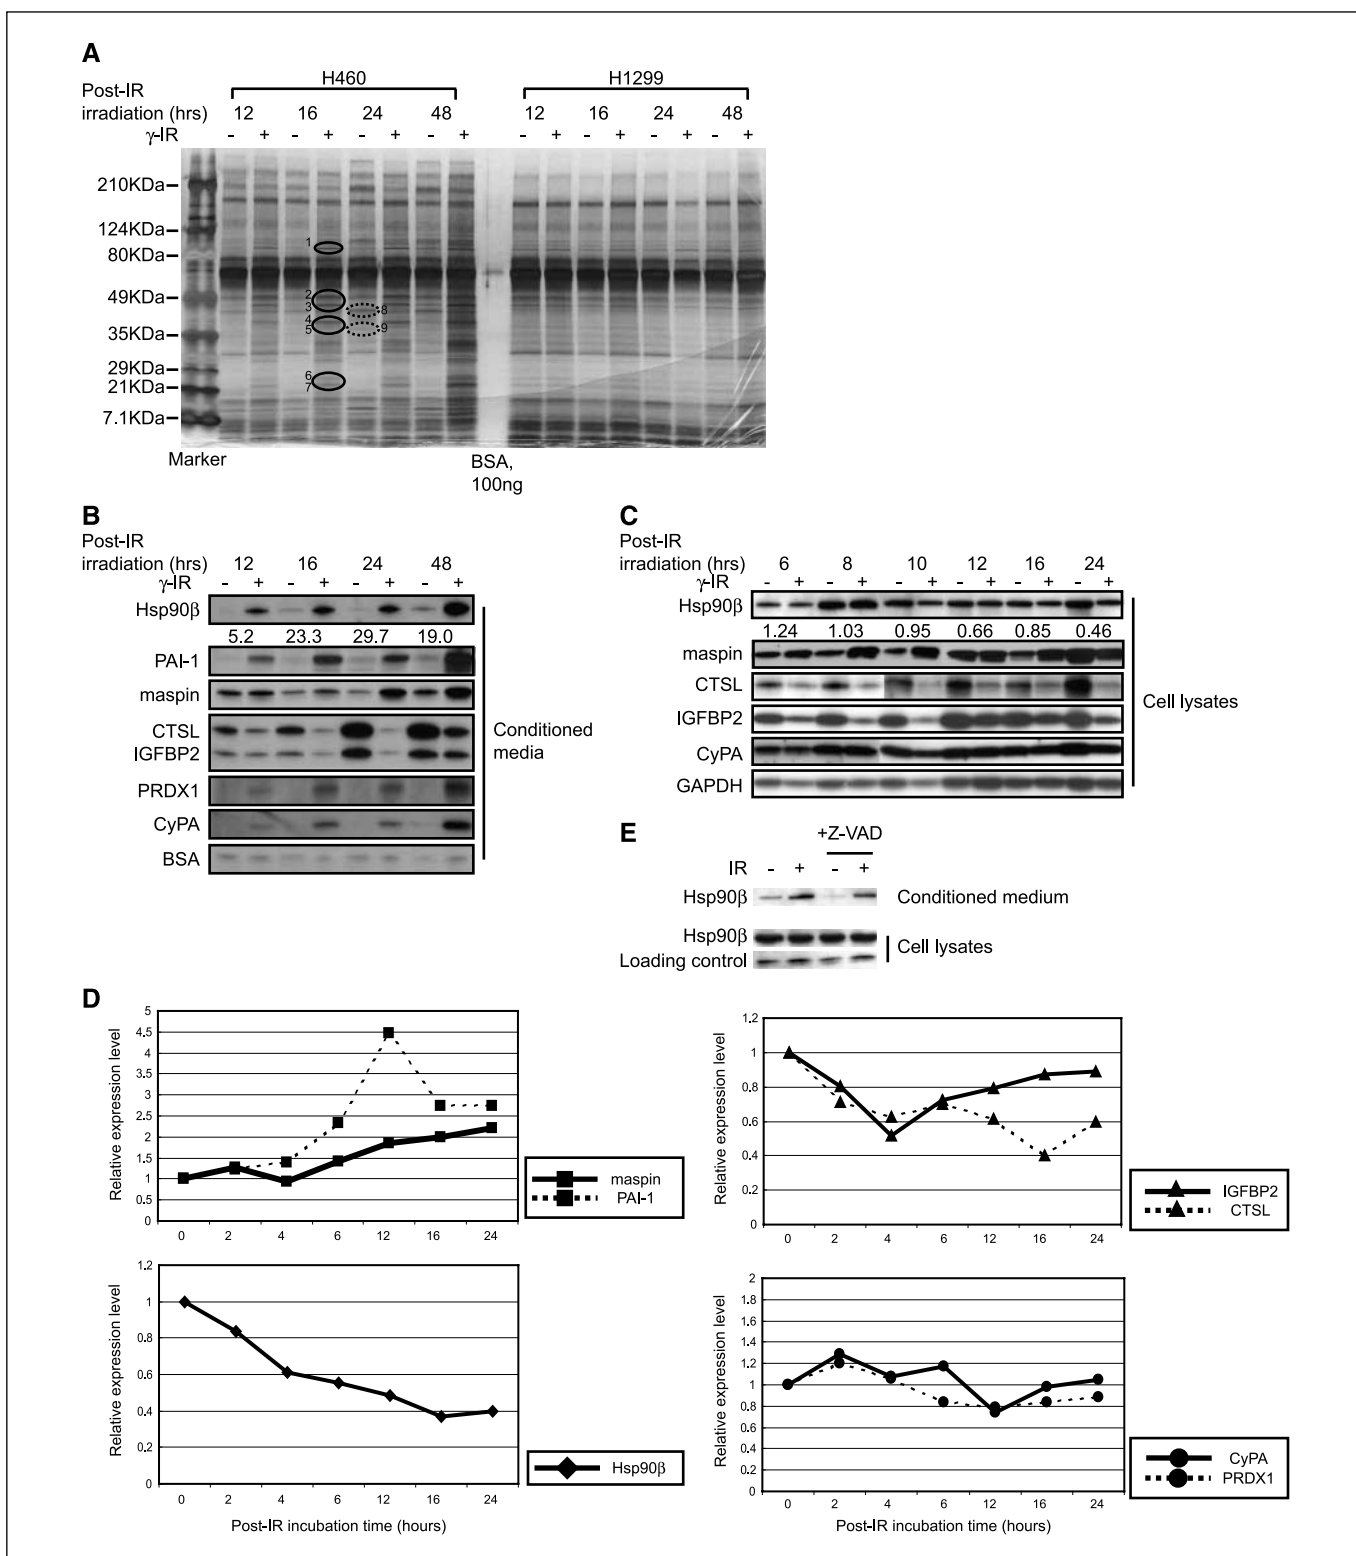 A
H460
H1299
Post-IR
irradiation (hrs)
12 16 24 48 12 16 24 48
γ-IR - + - + - + - + - + - + - + - +
210KDa
124KDa
80KDa
49KDa
35KDa
29KDa
21KDa
7.1KDa
1
2
3
4
5
6
7
8
9
Marker
BSA,
100ng
B
Post-IR
irradiation (hrs) 12 16 24 48
γ-IR - + - + - + - +
Hsp90β
5.2 23.3 29.7 19.0
PAI-1
maspin
CTSL
IGFBP2
PRDX1
CyPA
BSA
Conditioned
media
C
Post-IR
irradiation (hrs) 6 8 10 12 16 24
γ-IR - + - + - + - + - + - +
Hsp90β
1.24 1.03 0.95 0.66 0.85 0.46
maspin
CTSL
IGFBP2
CyPA
GAPDH
Cell lysates
E
+Z-VAD
IR - + - +
Hsp90β Conditioned medium
Hsp90β
Loading control
Cell lysates
D
Relative expression level
5
4.5
4
3.5
3
2.5
2
1.5
1
0.5
0
0 2 4 6 12 16 24
maspin
PAI-1
Relative expression level
1.2
1
0.8
0.6
0.4
0.2
0
0 2 4 6 12 16 24
IGFBP2
CTSL
Relative expression level
1.2
1
0.8
0.6
0.4
0.2
0
0 2 4 6 12 16 24
Hsp90β
Post-IR incubation time (hours)
Relative expression level
2
1.8
1.6
1.4
1.2
1
0.8
0.6
0.4
0.2
0
0 2 4 6 12 16 24
CyPA
PRDX1
Post-IR incubation time (hours)